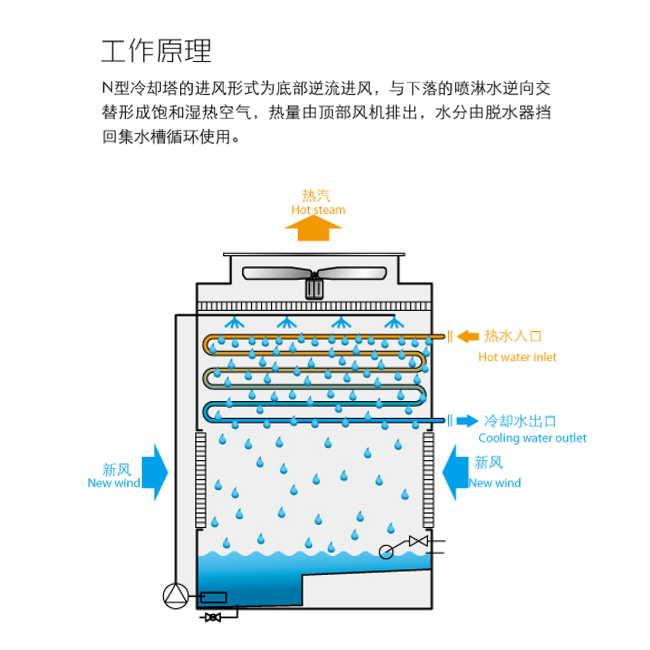 工作原理
N型冷却塔的进风形式为底部逆流进风，与下落的喷淋水逆向交
替形成饱和湿热空气，热量由顶部风机排出，水分由脱水器挡
回集水槽循环使用。
热汽
Hot steam
热水入口
Hot water inlet
冷却水出口
Cooling water outlet
新风
New wind
新风
New wind